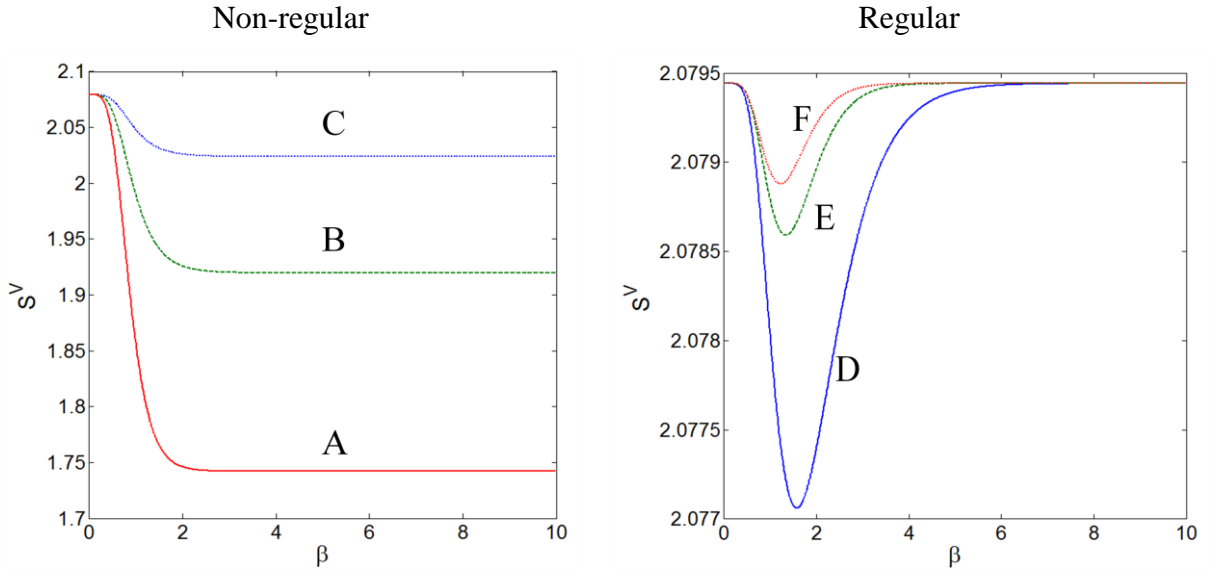 Non-regular
Regular
2.1
2.05
2
1.95
1.9
1.85
1.8
1.75
1.7
S^V
C
B
A
0
2
4
6
8
10
β
2.0795
2.079
2.0785
2.078
2.0775
2.077
S^V
F
E
D
0
2
4
6
8
10
β